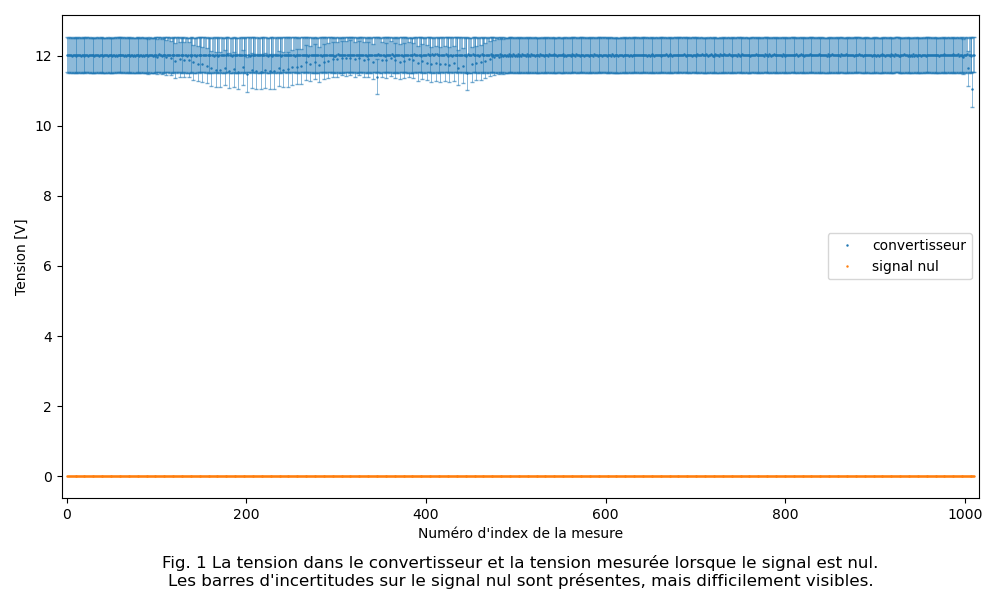 12
10
8
6
4
2
0
Tension [V]
convertisseur
signal nul
0 200 400 600 800 1000
Numéro d'index de la mesure
Fig. 1 La tension dans le convertisseur et la tension mesurée lorsque le signal est nul.
Les barres d'incertitudes sur le signal nul sont présentes, mais difficilement visibles.